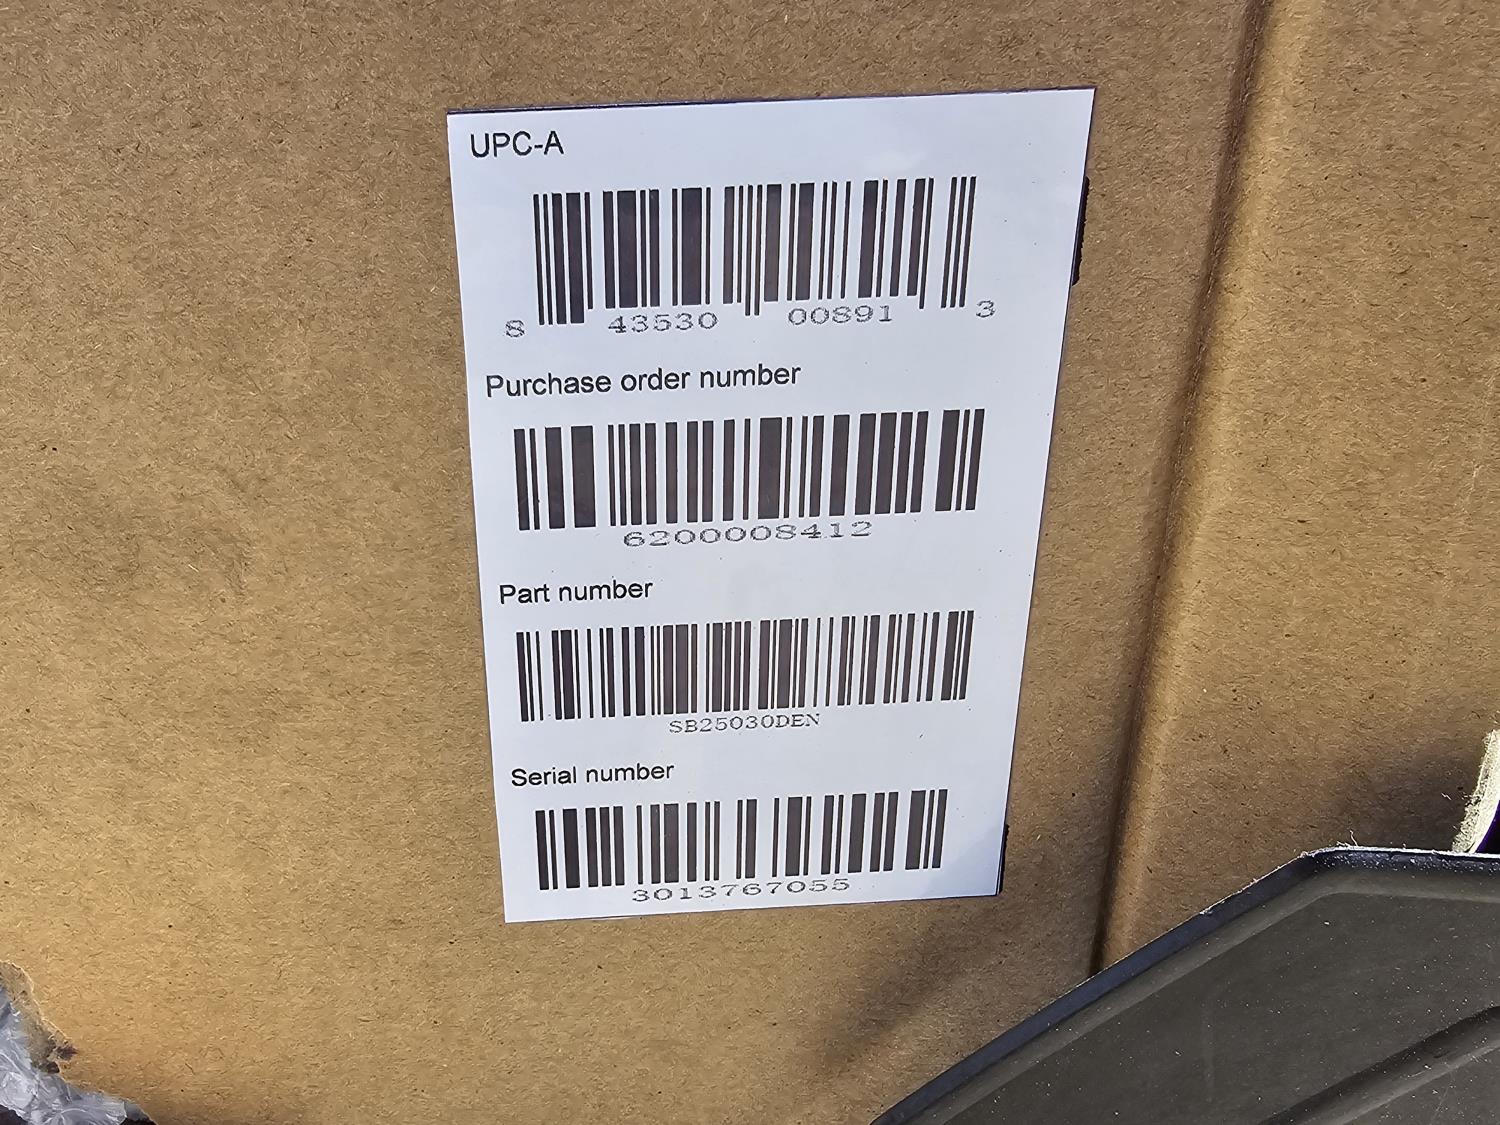 UPC-A
8 43530 00891 3
Purchase order number
6200008412
Part number
SB25030DEN
Serial number
3013767055